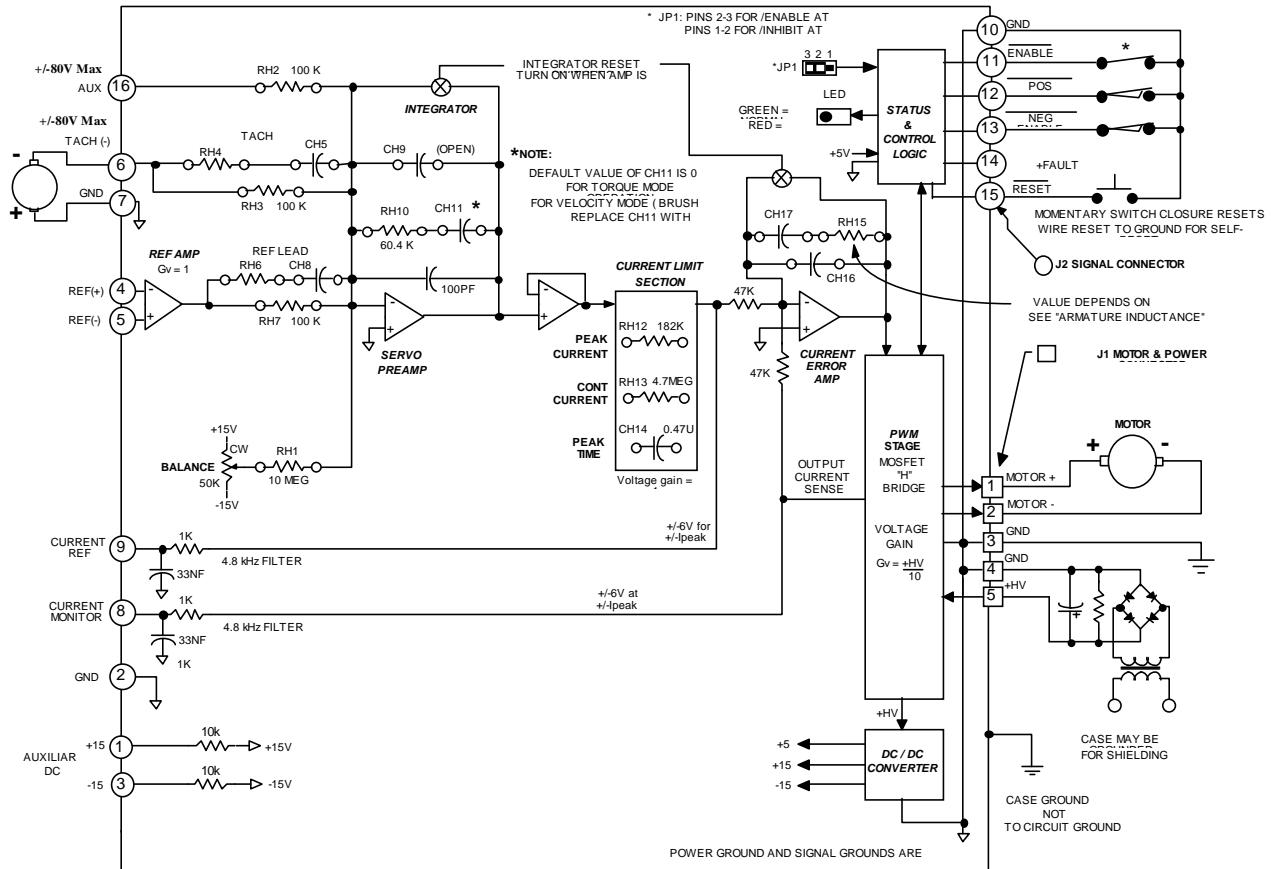 * JP1: PINS 2-3 FOR /ENABLE AT
PINS 1-2 FOR /INHIBIT AT
+/-80V Max
AUX
16
RH2
100 K
INTEGRATOR
INTEGRATOR RESET
TURN ON WHEN AMP IS
3 2 1
*JP1
LED
GREEN =
RED =
+5V
STATUS
&
CONTROL
LOGIC
10
GND
11
ENABLE
*
12
POS
13
NEG
14
+FAULT
15
RESET
MOMENTARY SWITCH CLOSURE RESETS
WIRE RESET TO GROUND FOR SELF-
J2 SIGNAL CONNECTOR
+/-80V Max
TACH (-)
6
-
+
GND
7
TACH
RH4
CH5
RH3
100 K
CH9
(OPEN)
*NOTE:
DEFAULT VALUE OF CH11 IS 0
FOR TORQUE MODE
FOR VELOCITY MODE ( BRUSH
REPLACE CH11 WITH
RH10
60.4 K
CH11
*
CH17
RH15
CH16
VALUE DEPENDS ON
SEE "ARMATURE INDUCTANCE"
REF AMP
Gv = 1
REF(+)
4
REF(-)
5
-
+
REF LEAD
RH6
CH8
RH7
100 K
100PF
-
+
SERVO
PREAMP
-
+
CURRENT LIMIT
SECTION
PEAK
CURRENT
RH12
182K
CONT
CURRENT
RH13
4.7MEG
PEAK
TIME
CH14
0.47U
Voltage gain =
47K
47K
-
+
CURRENT
ERROR
AMP
J1 MOTOR & POWER
+15V
CW
BALANCE
50K
-15V
RH1
10 MEG
OUTPUT
CURRENT
SENSE
PWM
STAGE
MOSFET
"H"
BRIDGE
VOLTAGE
GAIN
Gv = +HV
10
MOTOR
+
-
1
MOTOR +
2
MOTOR -
3
GND
4
GND
5
+HV
+
CURRENT
REF
9
1K
33NF
4.8 kHz FILTER
+/-6V for
+/-Ipeak
CURRENT
MONITOR
8
1K
33NF
1K
4.8 kHz FILTER
+/-6V at
+/-Ipeak
GND
2
AUXILIAR
DC
+15
1
10k
+15V
-15
3
10k
-15V
+HV
DC / DC
CONVERTER
+5
+15
-15
CASE MAY BE
FOR SHIELDING
CASE GROUND
NOT
TO CIRCUIT GROUND
POWER GROUND AND SIGNAL GROUNDS ARE